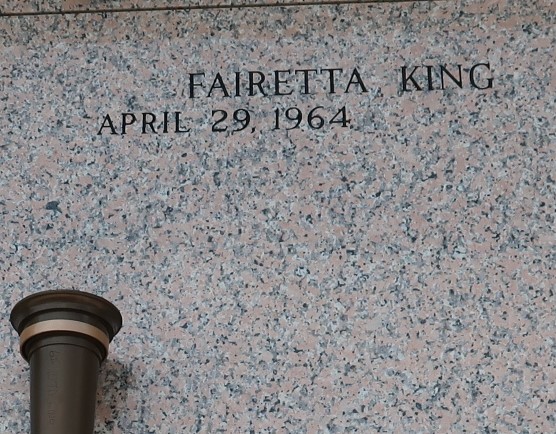 FAIRETTA KING
APRIL 29, 1964